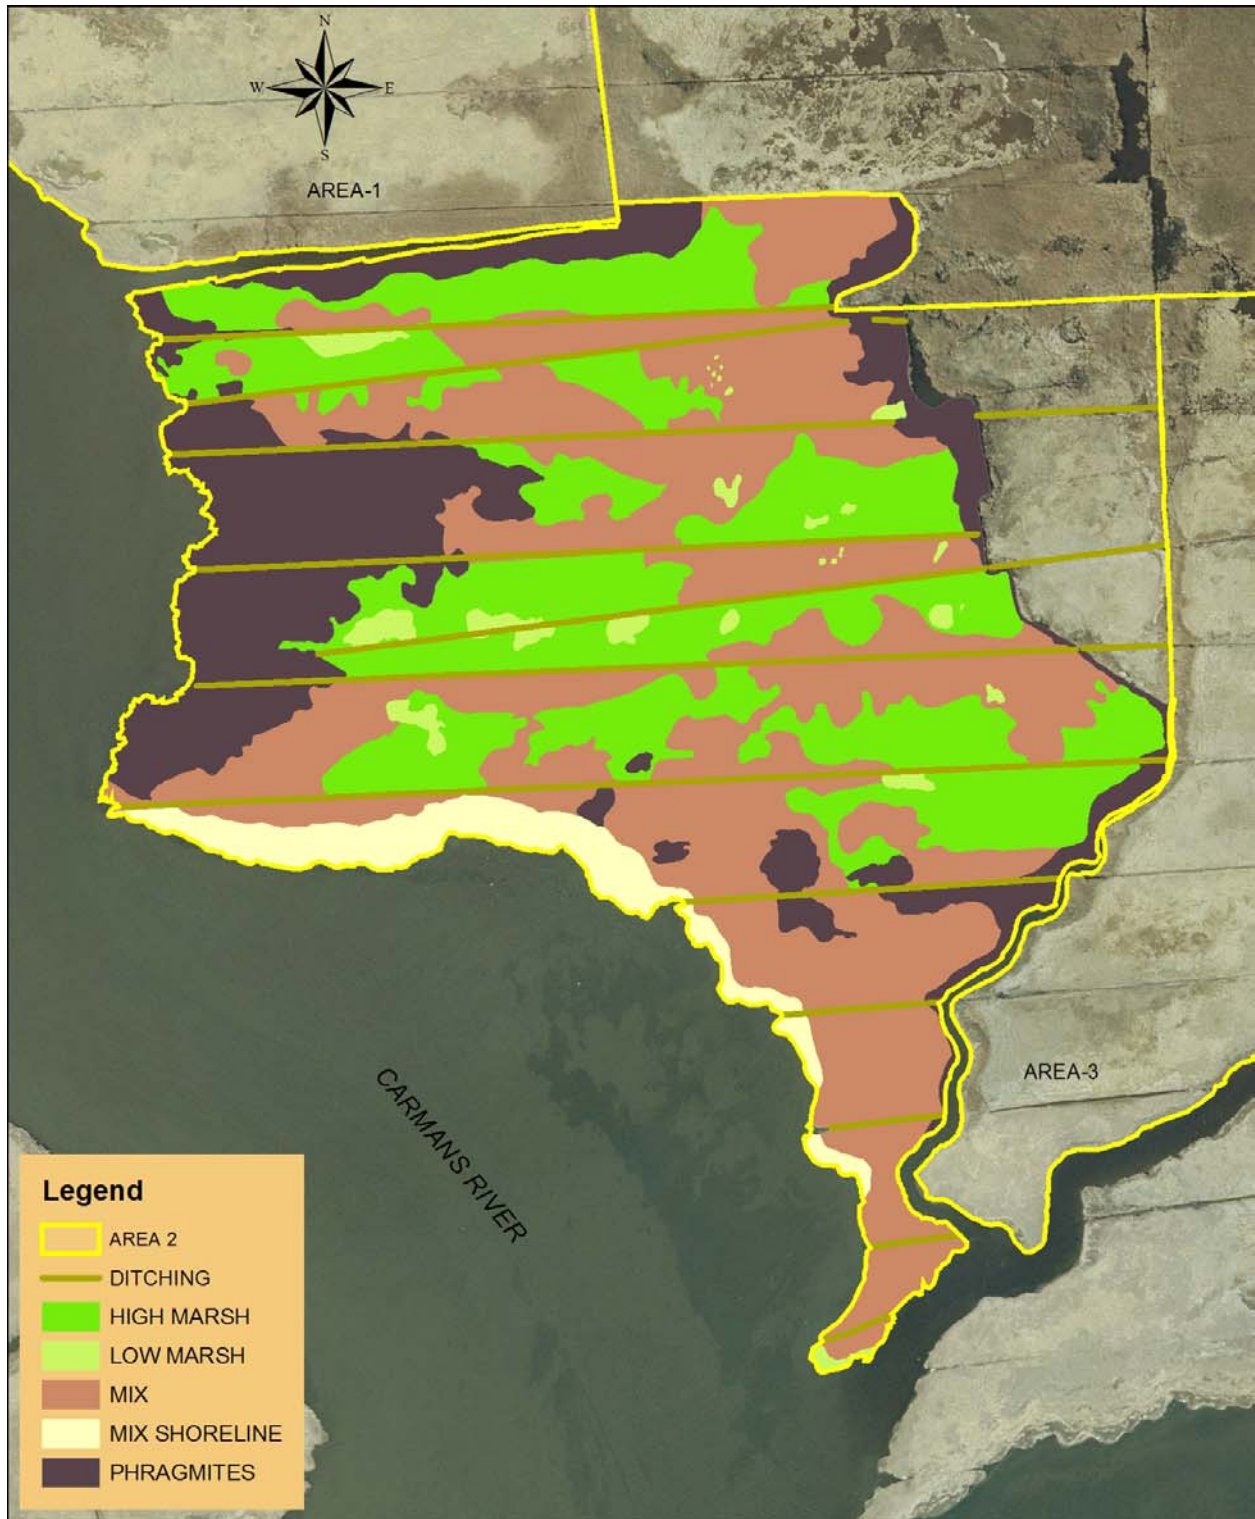 N
W E
S
AREA-1
AREA-3
CARMANS RIVER
Legend
AREA 2
DITCHING
HIGH MARSH
LOW MARSH
MIX
MIX SHORELINE
PHRAGMITES